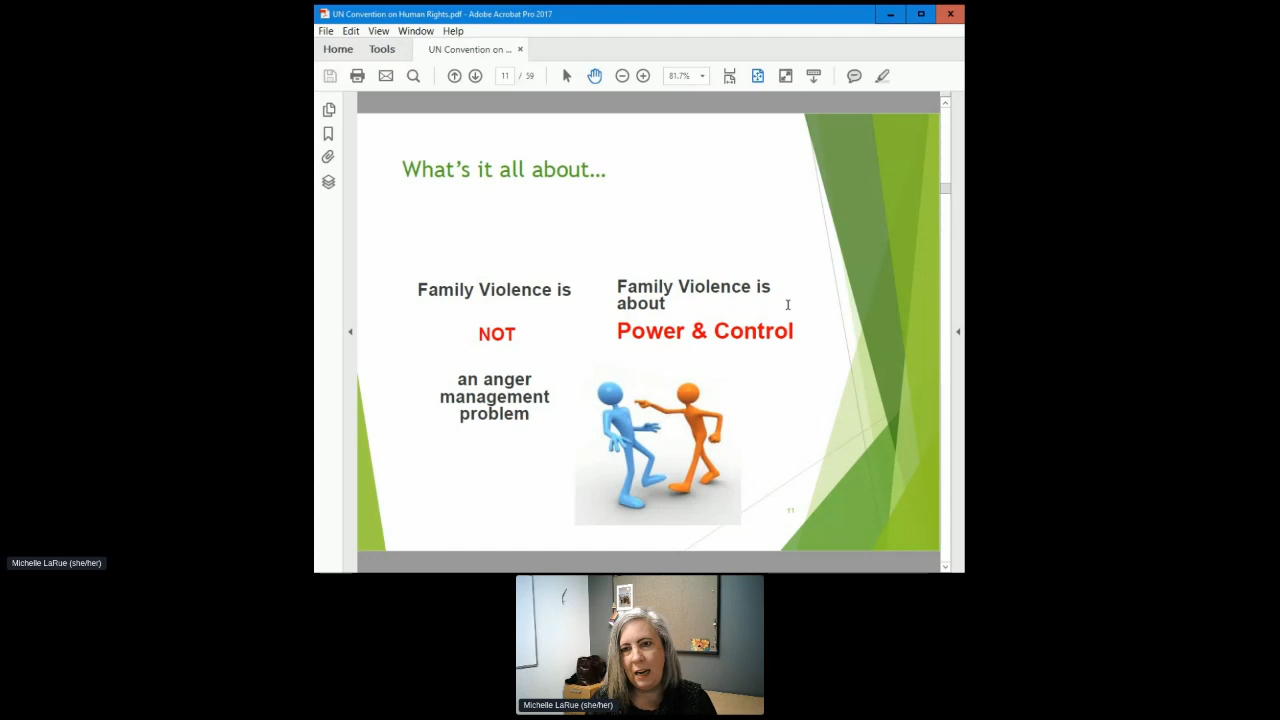 UN Convention on Human Rights.pdf - Adobe Acrobat Pro 2017
File Edit View Window Help
Home Tools UN Convention on ... ×
11 / 59 81.7%
What's it all about...
Family Violence is
NOT
an anger
management
problem
Family Violence is
about
Power & Control
11
Michelle LaRue (she/her)
Michelle LaRue (she/her)